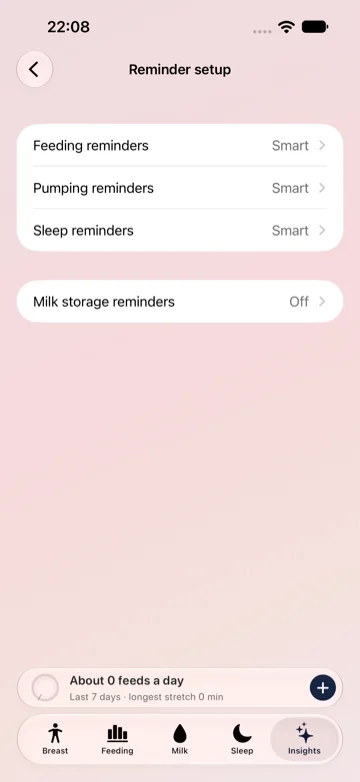 22:08
Reminder setup
Feeding reminders Smart
Pumping reminders Smart
Sleep reminders Smart
Milk storage reminders Off
About 0 feeds a day
Last 7 days · longest stretch 0 min
Breast Feeding Milk Sleep Insights